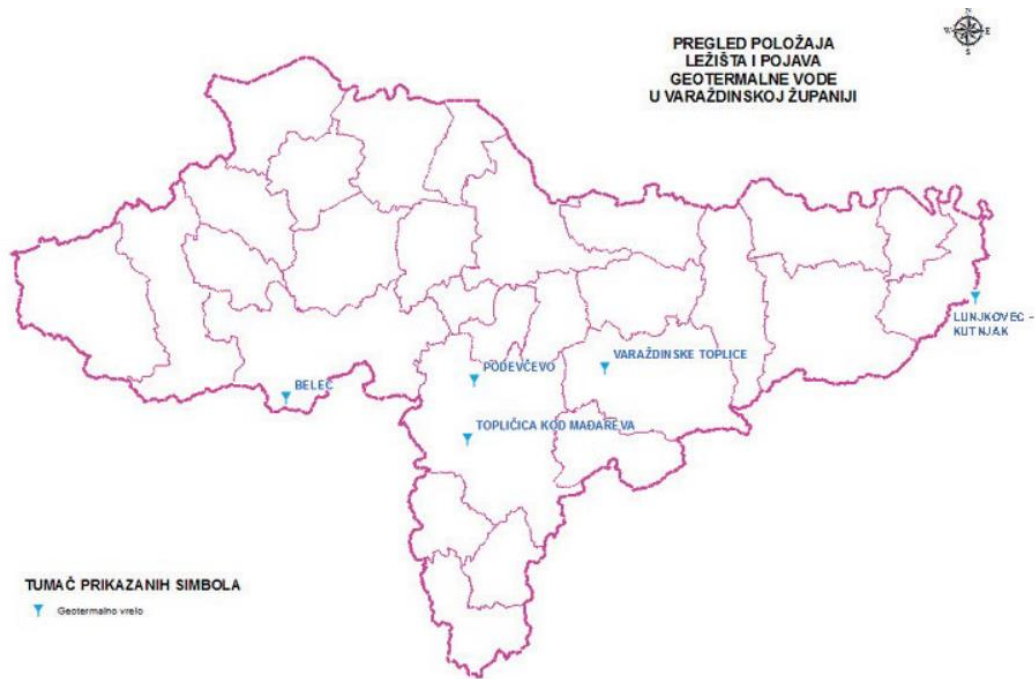 N
W E
S
PREGLED POLOŽAJA
LEŽIŠTA I POJAVA
GEOTERMALNE VODE
U VARAŽDINSKOJ ŽUPANIJI
LUNJKOVEC -
KUTNJAK
VARAŽDINSKE TOPLICE
PODEVČEVO
BELEC
TOPLIČICA KOD MAĐAREVA
TUMAČ PRIKAZANIH SIMBOLA
Geotermalno vrelo